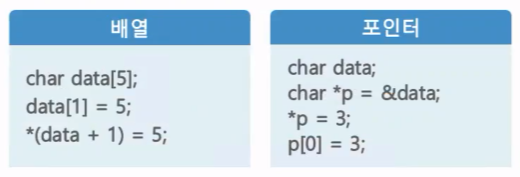 배열
char data[5];
data[1] = 5;
*(data + 1) = 5;
포인터
char data;
char *p = &data;
*p = 3;
p[0] = 3;